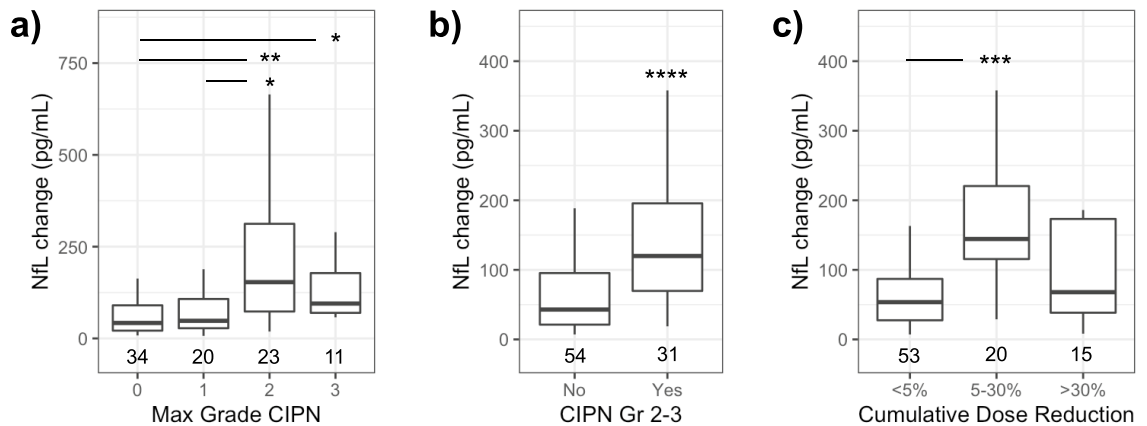 a)
NfL change (pg/mL)
750
500
250
0
*
**
*
34 20 23 11
0 1 2 3
Max Grade CIPN
b)
NfL change (pg/mL)
400
300
200
100
0
****
54 31
No Yes
CIPN Gr 2-3
c)
NfL change (pg/mL)
400
300
200
100
0
***
53 20 15
<5% 5-30% >30%
Cumulative Dose Reduction